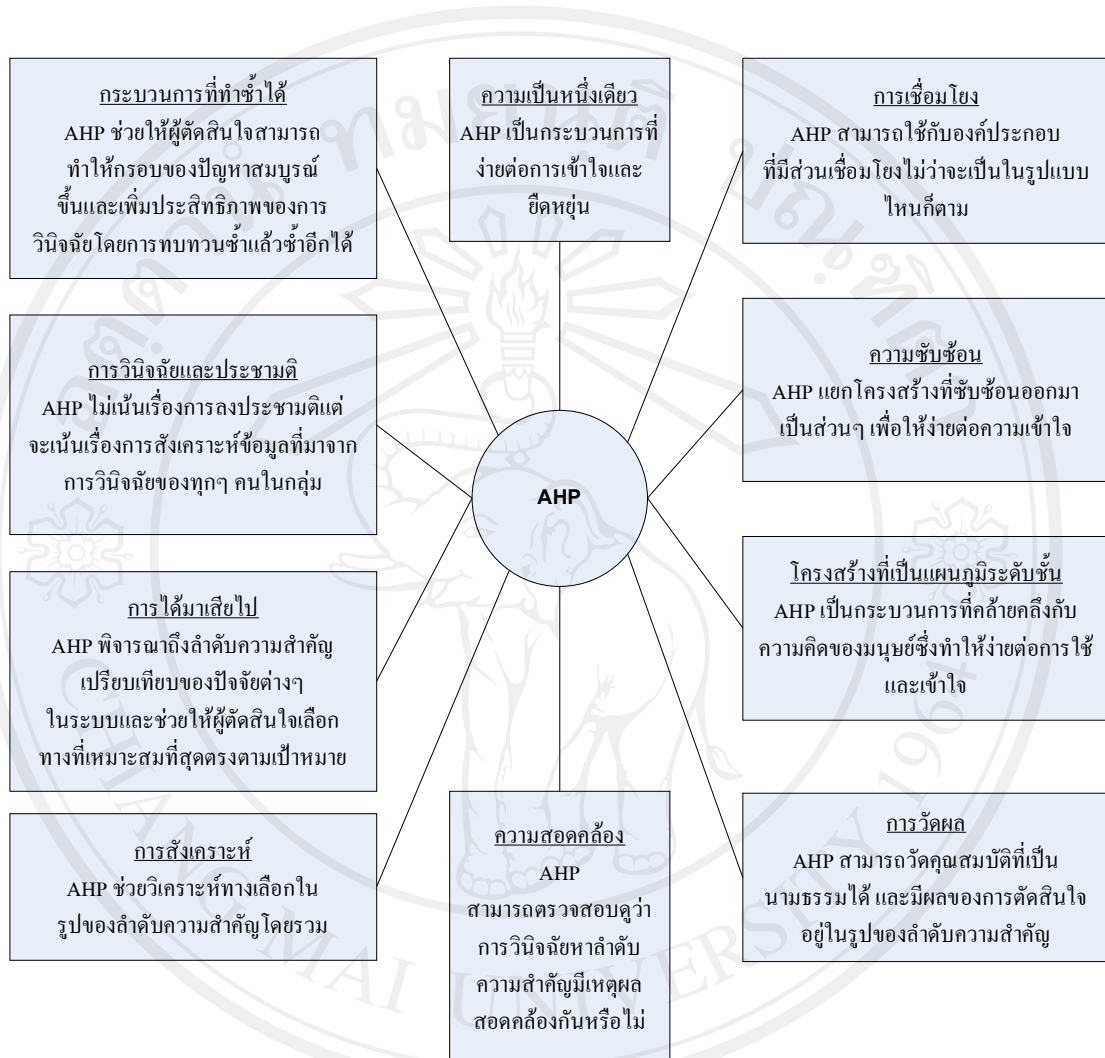 กระบวนการที่ทำซ้ำได้
AHP ช่วยให้ผู้ตัดสินใจสามารถ
ทำให้กรอบของปัญหาสมบูรณ์
ขึ้นและเพิ่มประสิทธิภาพของการ
วินิจฉัยโดยการทบทวนซ้ำแล้วซ้ำอีกได้
ความเป็นหนึ่งเดียว
AHP เป็นกระบวนการที่
ง่ายต่อการเข้าใจและ
ยืดหยุ่น
การเชื่อมโยง
AHP สามารถใช้กับองค์ประกอบ
ที่มีส่วนเชื่อมโยงไม่ว่าจะเป็นในรูปแบบ
ไหนก็ตาม
การวินิจฉัยและประชามติ
AHP ไม่เน้นเรื่องการลงประชามติแต่
จะเน้นเรื่องการสังเคราะห์ข้อมูลที่มาจาก
การวินิจฉัยของทุกๆ คนในกลุ่ม
ความซับซ้อน
AHP แยกโครงสร้างที่ซับซ้อนออกมา
เป็นส่วนๆ เพื่อให้ง่ายต่อความเข้าใจ
AHP
การได้มาเสียไป
AHP พิจารณาถึงลำดับความสำคัญ
เปรียบเทียบของปัจจัยต่างๆ
ในระบบและช่วยให้ผู้ตัดสินใจเลือก
ทางที่เหมาะสมที่สุดตรงตามเป้าหมาย
โครงสร้างที่เป็นแผนภูมิระดับชั้น
AHP เป็นกระบวนการที่คล้ายคลึงกับ
ความคิดของมนุษย์ซึ่งทำให้ง่ายต่อการใช้
และเข้าใจ
การสังเคราะห์
AHP ช่วยวิเคราะห์ทางเลือกใน
รูปของลำดับความสำคัญโดยรวม
ความสอดคล้อง
AHP
สามารถตรวจสอบดูว่า
การวินิจฉัยหาลำดับ
ความสำคัญมีเหตุผล
สอดคล้องกันหรือไม่
การวัดผล
AHP สามารถวัดคุณสมบัติที่เป็น
นามธรรมได้ และมีผลของการตัดสินใจ
อยู่ในรูปของลำดับความสำคัญ
CHIANG MAI UNIVERSITY 1964